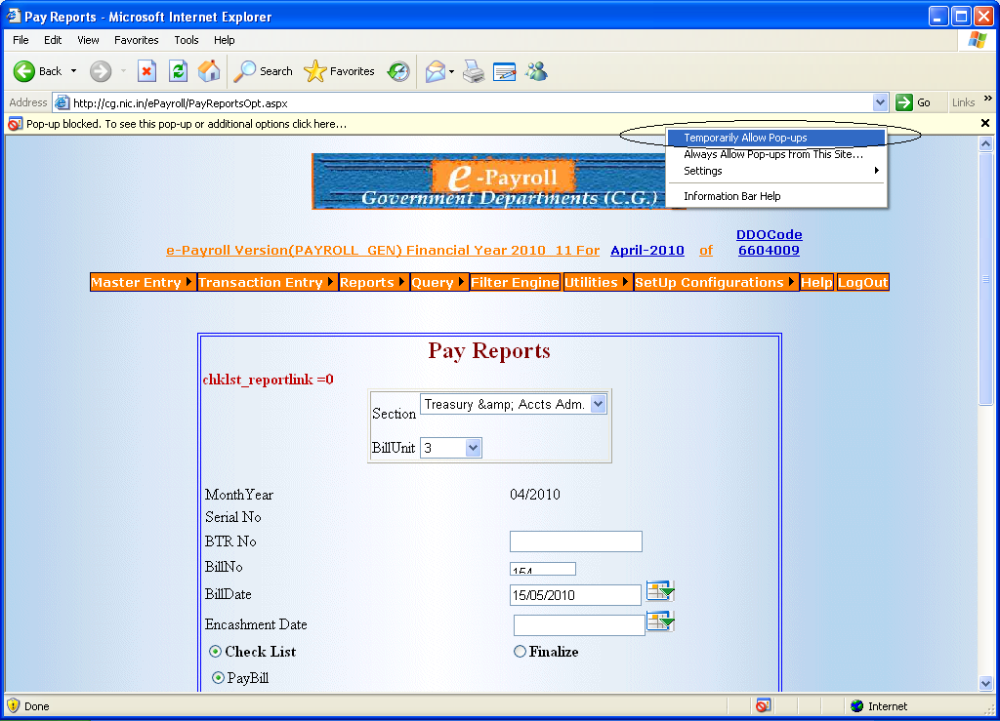 Pay Reports - Microsoft Internet Explorer
File Edit View Favorites Tools Help
Back Search Favorites
Address http://cg.nic.in/ePayroll/PayReportsOpt.aspx Go Links »
Pop-up blocked. To see this pop-up or additional options click here...
Temporarily Allow Pop-ups
Always Allow Pop-ups from This Site...
Settings
Information Bar Help
e-Payroll
Government Departments (C.G.)
e-Payroll Version(PAYROLL_GEN) Financial Year 2010_11 For April-2010 of DDOCode
6604009
Master Entry Transaction Entry Reports Query Filter Engine Utilities SetUp Configurations Help LogOut
Pay Reports
chklst_reportlink =0
Section Treasury &amp; Accts Adm.
BillUnit 3
MonthYear 04/2010
Serial No
BTR No
BillNo 154
BillDate 15/05/2010
Encashment Date
Check List Finalize
PayBill
Done Internet